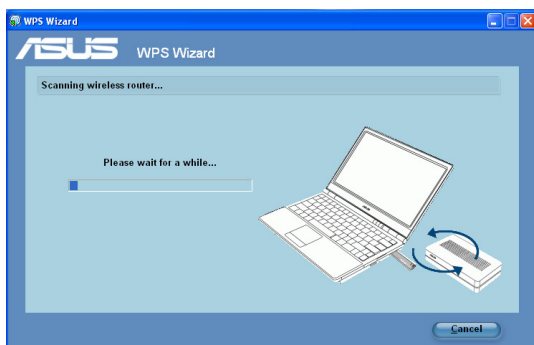 WPS Wizard
ASUS WPS Wizard
Scanning wireless router...
Please wait for a while...
Cancel